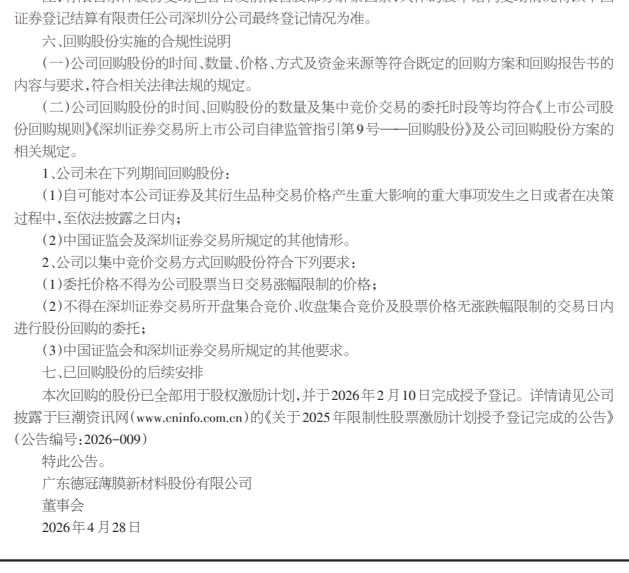 证券登记结算有限责任公司深圳分公司最终登记情况为准。
六、回购股份实施的合规性说明
(一)公司回购股份的时间、数量、价格、方式及资金来源等符合既定的回购方案和回购报告书的
内容与要求,符合相关法律法规的规定。
(二)公司回购股份的时间、回购股份的数量及集中竞价交易的委托时段等均符合《上市公司股
份回购规则》《深圳证券交易所上市公司自律监管指引第9号——回购股份》及公司回购股份方案的
相关规定。
1、公司未在下列期间回购股份:
(1)自可能对本公司证券及其衍生品种交易价格产生重大影响的重大事项发生之日或者在决策
过程中,至依法披露之日内;
(2)中国证监会及深圳证券交易所规定的其他情形。
2、公司以集中竞价交易方式回购股份符合下列要求:
(1)委托价格不得为公司股票当日交易涨幅限制的价格;
(2)不得在深圳证券交易所开盘集合竞价、收盘集合竞价及股票价格无涨跌幅限制的交易日内
进行股份回购的委托;
(3)中国证监会和深圳证券交易所规定的其他要求。
七、已回购股份的后续安排
本次回购的股份已全部用于股权激励计划,并于2026年2月10日完成授予登记。详情请见公司
披露于巨潮资讯网(www.cninfo.com.cn)的《关于2025年限制性股票激励计划授予登记完成的公告》
(公告编号:2026-009)
特此公告。
广东德冠薄膜新材料股份有限公司
董事会
2026年4月28日